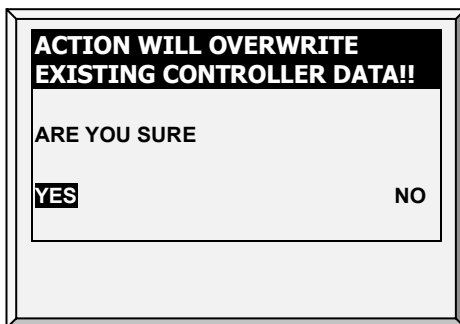 ACTION WILL OVERWRITE
EXISTING CONTROLLER DATA!!
ARE YOU SURE
YES NO